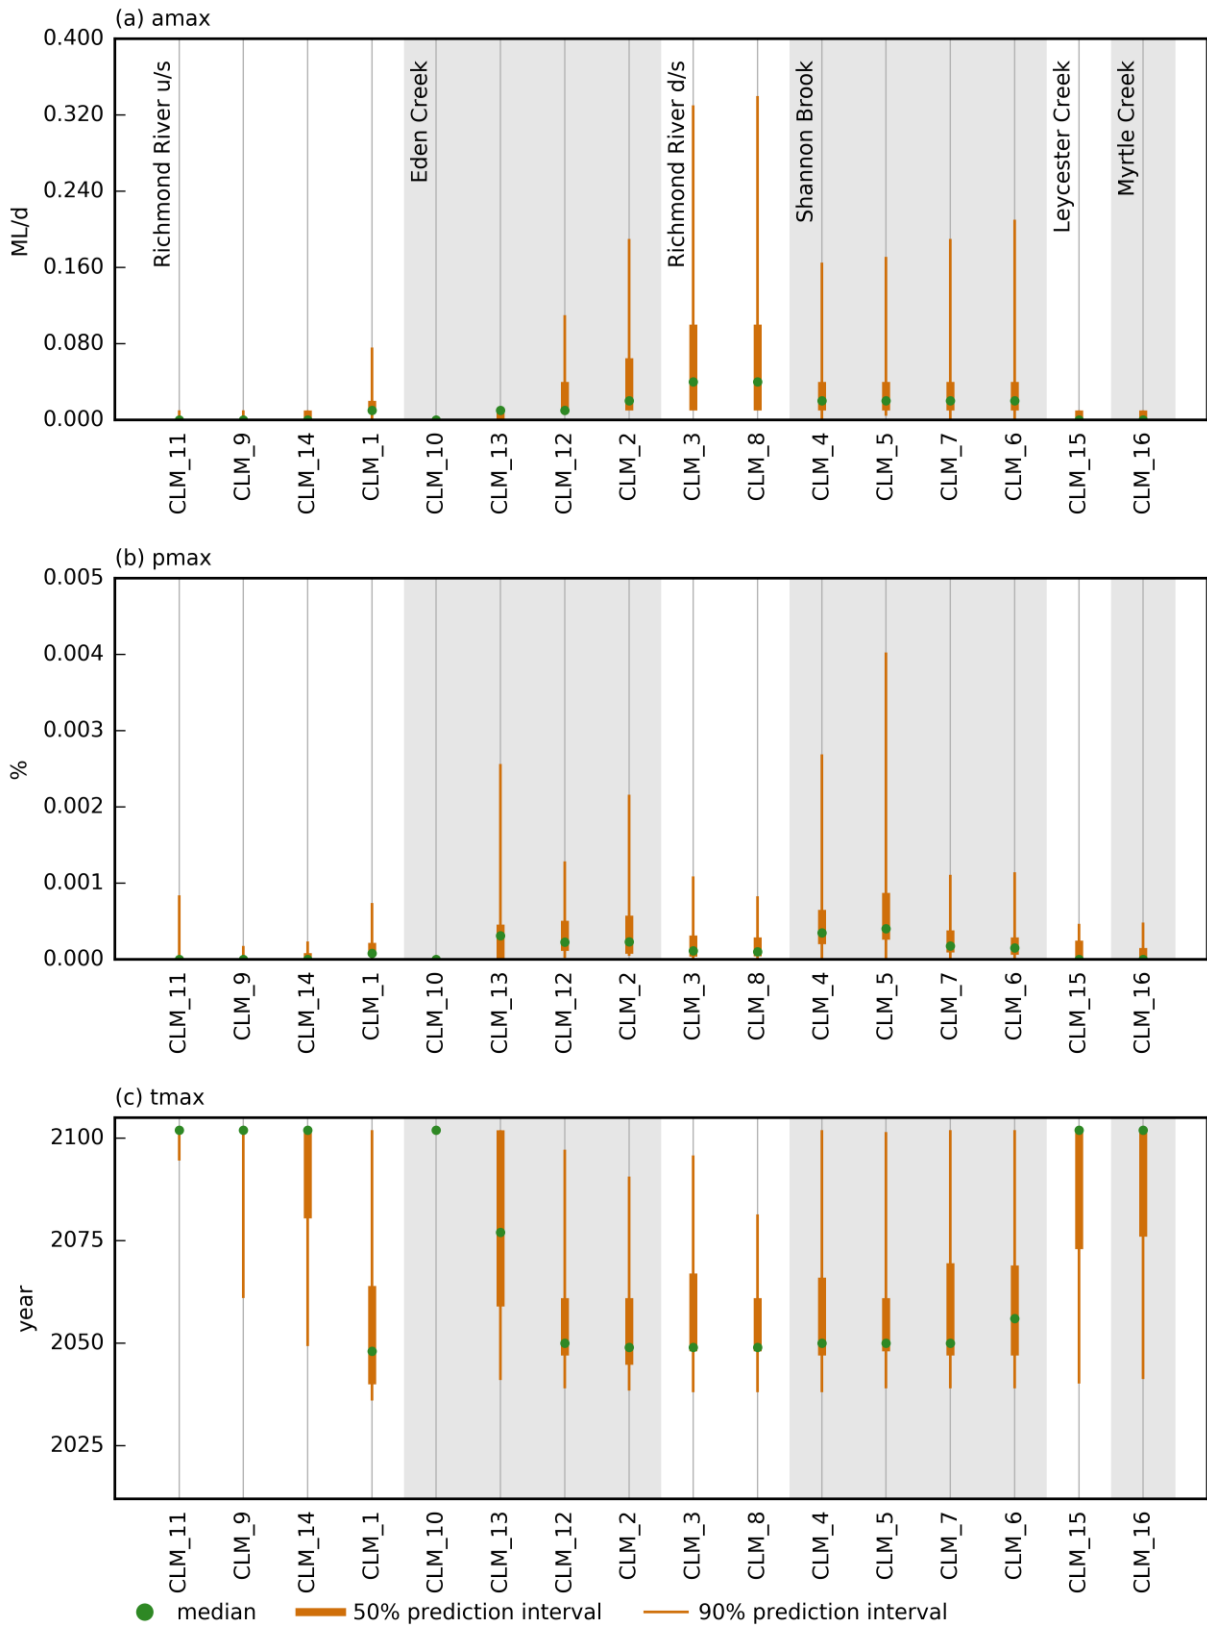 (a) amax
0.400
0.320
0.240
0.160
0.080
0.000
ML/d
Richmond River u/s
Eden Creek
Richmond River d/s
Shannon Brook
Leycester Creek
Myrtle Creek
CLM_11
CLM_9
CLM_14
CLM_1
CLM_10
CLM_13
CLM_12
CLM_2
CLM_3
CLM_8
CLM_4
CLM_5
CLM_7
CLM_6
CLM_15
CLM_16
(b) pmax
0.005
0.004
0.003
0.002
0.001
0.000
%
CLM_11
CLM_9
CLM_14
CLM_1
CLM_10
CLM_13
CLM_12
CLM_2
CLM_3
CLM_8
CLM_4
CLM_5
CLM_7
CLM_6
CLM_15
CLM_16
(c) tmax
2100
2075
2050
2025
year
CLM_11
CLM_9
CLM_14
CLM_1
CLM_10
CLM_13
CLM_12
CLM_2
CLM_3
CLM_8
CLM_4
CLM_5
CLM_7
CLM_6
CLM_15
CLM_16
median
50% prediction interval
90% prediction interval